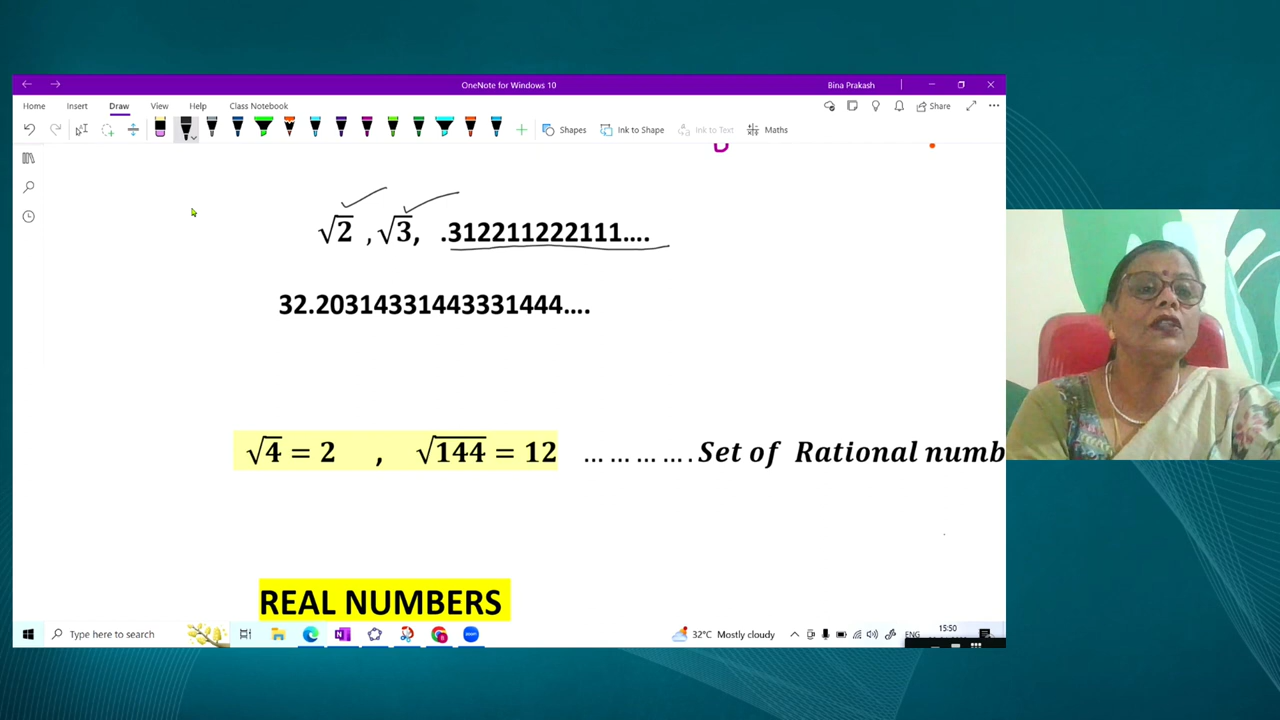 OneNote for Windows 10
Bina Prakash
Home Insert Draw View Help Class Notebook
Share
Shapes Ink to Shape Ink to Text Maths
√2 , √3, .312211222111....
32.20314331443331444....
√4 = 2 , √144 = 12 ... ... ... .... Set of Rational numb
REAL NUMBERS
Type here to search
32°C Mostly cloudy
ENG
15:50